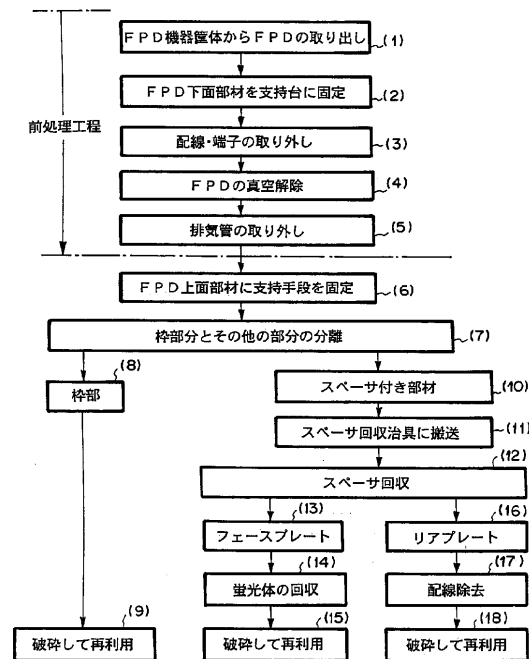 FPD機器筐体からFPDの取り出し (1)
FPD下面部材を支持台に固定 (2)
前処理工程
配線・端子の取り外し (3)
FPDの真空解除 (4)
排気管の取り外し (5)
FPD上面部材に支持手段を固定 (6)
枠部分とその他の部分の分離 (7)
(8)
枠部
スペーサ付き部材 (10)
スペーサ回収治具に搬送 (11)
スペーサ回収 (12)
(13) (16)
フェースプレート リアプレート
(14) (17)
蛍光体の回収 配線除去
(9) (15) (18)
破砕して再利用 破砕して再利用 破砕して再利用